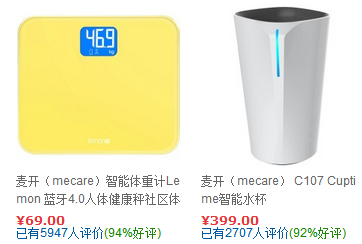 46.9
麦开（mecare）智能体重计Le
mon 蓝牙4.0人体健康秤社区体
¥69.00
已有5947人评价(94%好评)
麦开（mecare） C107 Cupti
me智能水杯
¥399.00
已有2707人评价(92%好评)